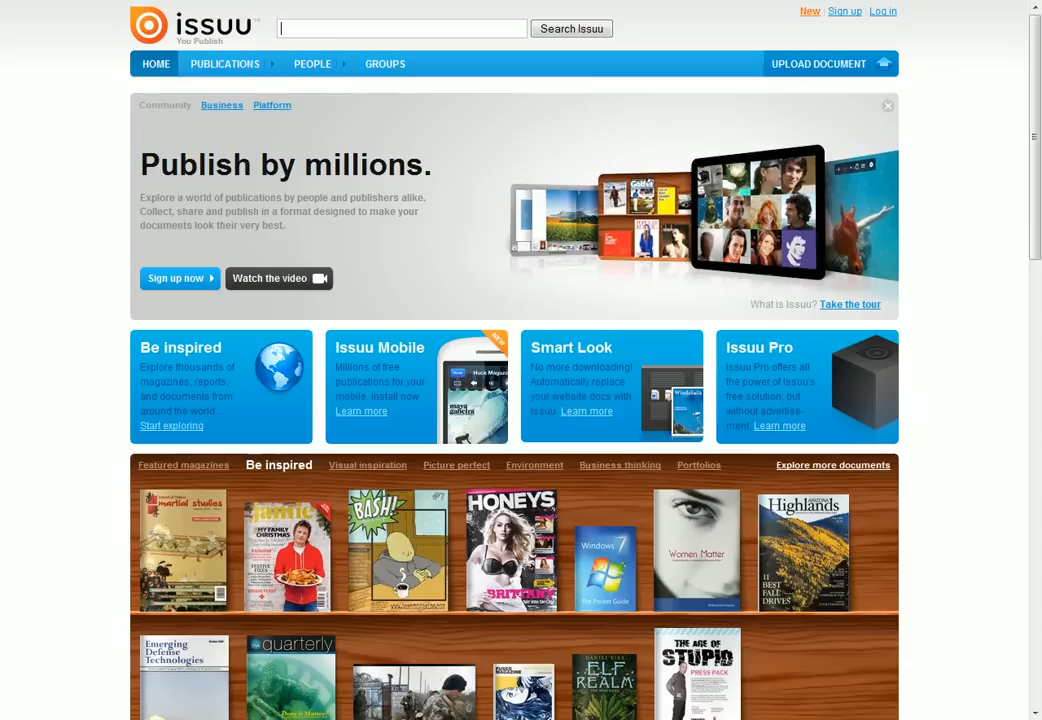 issuu™
You Publish
Search Issuu
New | Sign up | Log in
HOME PUBLICATIONS PEOPLE GROUPS UPLOAD DOCUMENT
Community Business Platform
Publish by millions.
Explore a world of publications by people and publishers alike.
Collect, share and publish in a format designed to make your
documents look their very best.
Sign up now Watch the video
What is Issuu? Take the tour
Be inspired
Explore thousands of
magazines, reports,
and documents from
around the world...
Start exploring
Issuu Mobile
Millions of free
publications for your
mobile. Install now
Learn more
NEW
Smart Look
No more downloading!
Automatically replace
your website docs with
Issuu. Learn more
Issuu Pro
Issuu Pro offers all
the power of Issuu's
free solution, but
without advertise-
ment. Learn more
Featured magazines Be inspired Visual inspiration Picture perfect Environment Business thinking Portfolios Explore more documents
martial studies
jamie
MY FAMILY
CHRISTMAS
BASH!
#7
HONEYS
BRITTANY
Windows 7
The Pocket Guide
Women Matter
ARIZONA
Highlands
11
BEST
FALL
DRIVES
Emerging
Defense
Technologies
quarterly
FUSED
MAGAZINE
DANIEL KIRK
ELF
REALM
THE AGE OF
STUPID
PRESS PACK